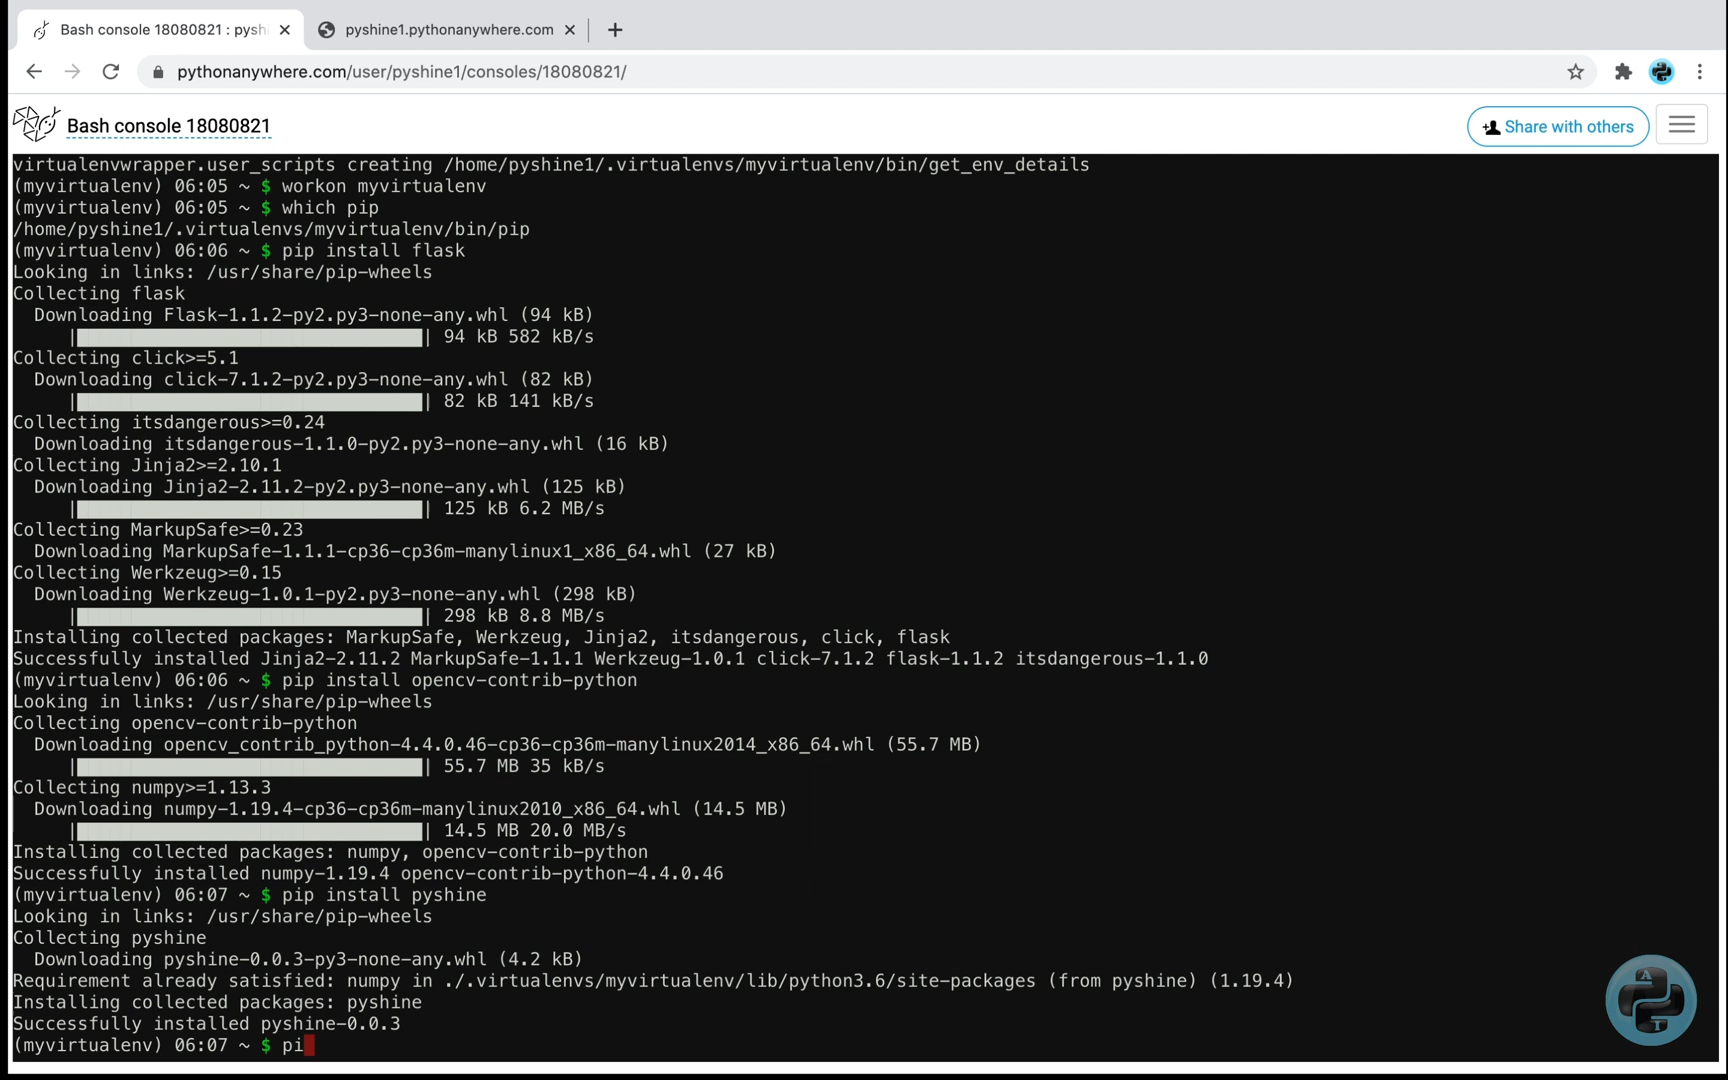 Bash console 18080821 : pysh
pyshine1.pythonanywhere.com
pythonanywhere.com/user/pyshine1/consoles/18080821/
Bash console 18080821
Share with others
virtualenvwrapper.user_scripts creating /home/pyshine1/.virtualenvs/myvirtualenv/bin/get_env_details
(myvirtualenv) 06:05 ~ $ workon myvirtualenv
(myvirtualenv) 06:05 ~ $ which pip
/home/pyshine1/.virtualenvs/myvirtualenv/bin/pip
(myvirtualenv) 06:06 ~ $ pip install flask
Looking in links: /usr/share/pip-wheels
Collecting flask
Downloading Flask-1.1.2-py2.py3-none-any.whl (94 kB)
| | 94 kB 582 kB/s
Collecting click>=5.1
Downloading click-7.1.2-py2.py3-none-any.whl (82 kB)
| | 82 kB 141 kB/s
Collecting itsdangerous>=0.24
Downloading itsdangerous-1.1.0-py2.py3-none-any.whl (16 kB)
Collecting Jinja2>=2.10.1
Downloading Jinja2-2.11.2-py2.py3-none-any.whl (125 kB)
| | 125 kB 6.2 MB/s
Collecting MarkupSafe>=0.23
Downloading MarkupSafe-1.1.1-cp36-cp36m-manylinux1_x86_64.whl (27 kB)
Collecting Werkzeug>=0.15
Downloading Werkzeug-1.0.1-py2.py3-none-any.whl (298 kB)
| | 298 kB 8.8 MB/s
Installing collected packages: MarkupSafe, Werkzeug, Jinja2, itsdangerous, click, flask
Successfully installed Jinja2-2.11.2 MarkupSafe-1.1.1 Werkzeug-1.0.1 click-7.1.2 flask-1.1.2 itsdangerous-1.1.0
(myvirtualenv) 06:06 ~ $ pip install opencv-contrib-python
Looking in links: /usr/share/pip-wheels
Collecting opencv-contrib-python
Downloading opencv_contrib_python-4.4.0.46-cp36-cp36m-manylinux2014_x86_64.whl (55.7 MB)
| | 55.7 MB 35 kB/s
Collecting numpy>=1.13.3
Downloading numpy-1.19.4-cp36-cp36m-manylinux2010_x86_64.whl (14.5 MB)
| | 14.5 MB 20.0 MB/s
Installing collected packages: numpy, opencv-contrib-python
Successfully installed numpy-1.19.4 opencv-contrib-python-4.4.0.46
(myvirtualenv) 06:07 ~ $ pip install pyshine
Looking in links: /usr/share/pip-wheels
Collecting pyshine
Downloading pyshine-0.0.3-py3-none-any.whl (4.2 kB)
Requirement already satisfied: numpy in ./.virtualenvs/myvirtualenv/lib/python3.6/site-packages (from pyshine) (1.19.4)
Installing collected packages: pyshine
Successfully installed pyshine-0.0.3
(myvirtualenv) 06:07 ~ $ pi
A
I